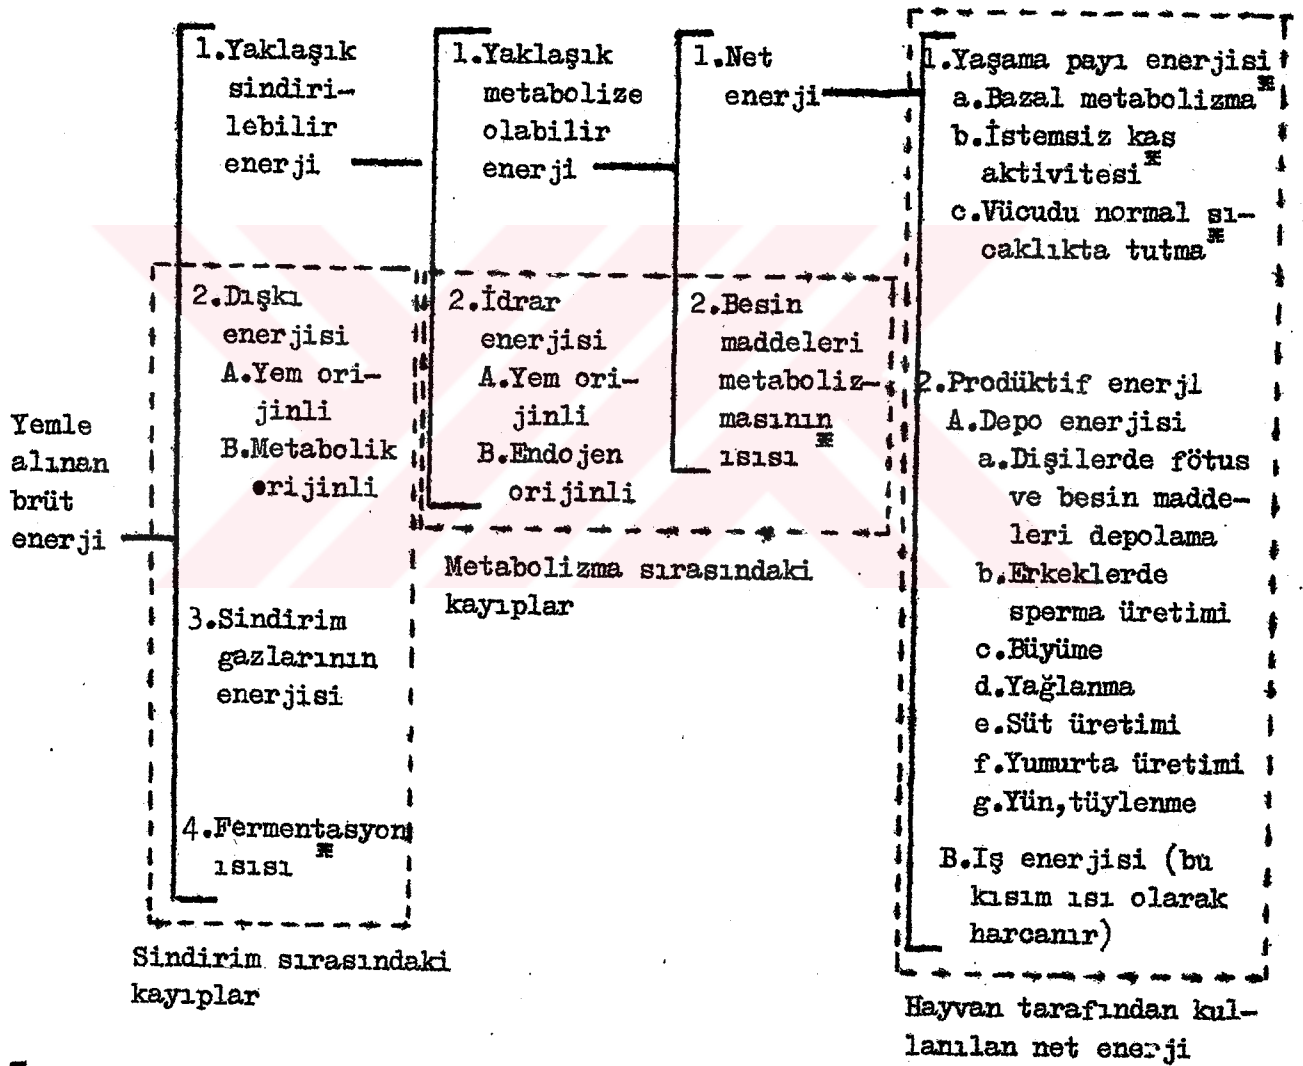 Yemle
alınan
brüt
enerji
1.Yaklaşık
sindiri-
lebilir
enerji
2.Dışkı
enerjisi
A.Yem ori-
jinli
B.Metabolik
orijinli
3.Sindirim
gazlarının
enerjisi
4.Fermentasyon
ısısı
Sindirim sırasındaki
kayıplar
1.Yaklaşık
metabolize
olabilir
enerji
2.İdrar
enerjisi
A.Yem ori-
jinli
B.Endojen
orijinli
1.Net
enerji
2.Besin
maddeleri
metaboliz-
masının
ısısı
Metabolizma sırasındaki
kayıplar
1.Yaşama payı enerjisi
a.Bazal metabolizma
b.İstemsiz kas
aktivitesi
c.Vücudu normal sı-
caklıkta tutma
2.Prodüktif enerjl
A.Depo enerjisi
a.Dişilerde fötus
ve besin madde-
leri depolama
b.Erkeklerde
sperma üretimi
c.Büyüme
d.Yağlanma
e.Süt üretimi
f.Yumurta üretimi
g.Yün,tüylenme
B.İş enerjisi (bu
kısım ısı olarak
harcanır)
Hayvan tarafından kul-
lanılan net enerji